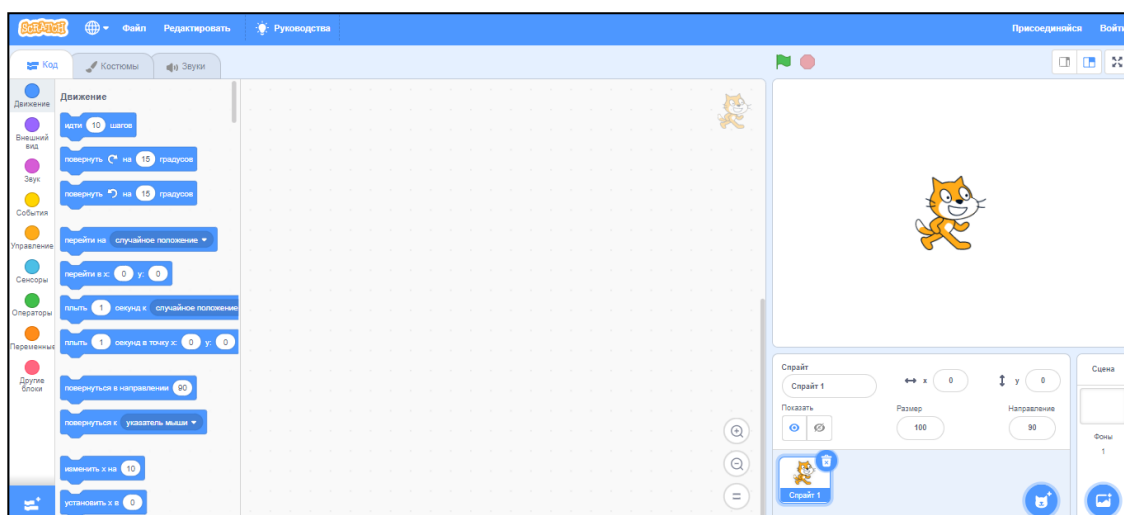 SCRATCH Файл Редактировать Руководства Присоединяйся Войти
Код Костюмы Звуки
Движение
Внешний
вид
Звук
События
Управление
Сенсоры
Операторы
Переменные
Другие
блоки
Движение
идти 10 шагов
повернуть на 15 градусов
повернуть на 15 градусов
перейти на случайное положение
перейти в x: 0 y: 0
плыть 1 секунд к случайное положение
плыть 1 секунд в точку x: 0 y: 0
повернуться в направлении 90
повернуться к указатель мыши
изменить x на 10
установить x в 0
Спрайт
Спрайт 1 x 0 y 0
Показать Размер Направление
100 90
Спрайт 1
Сцена
Фоны
1